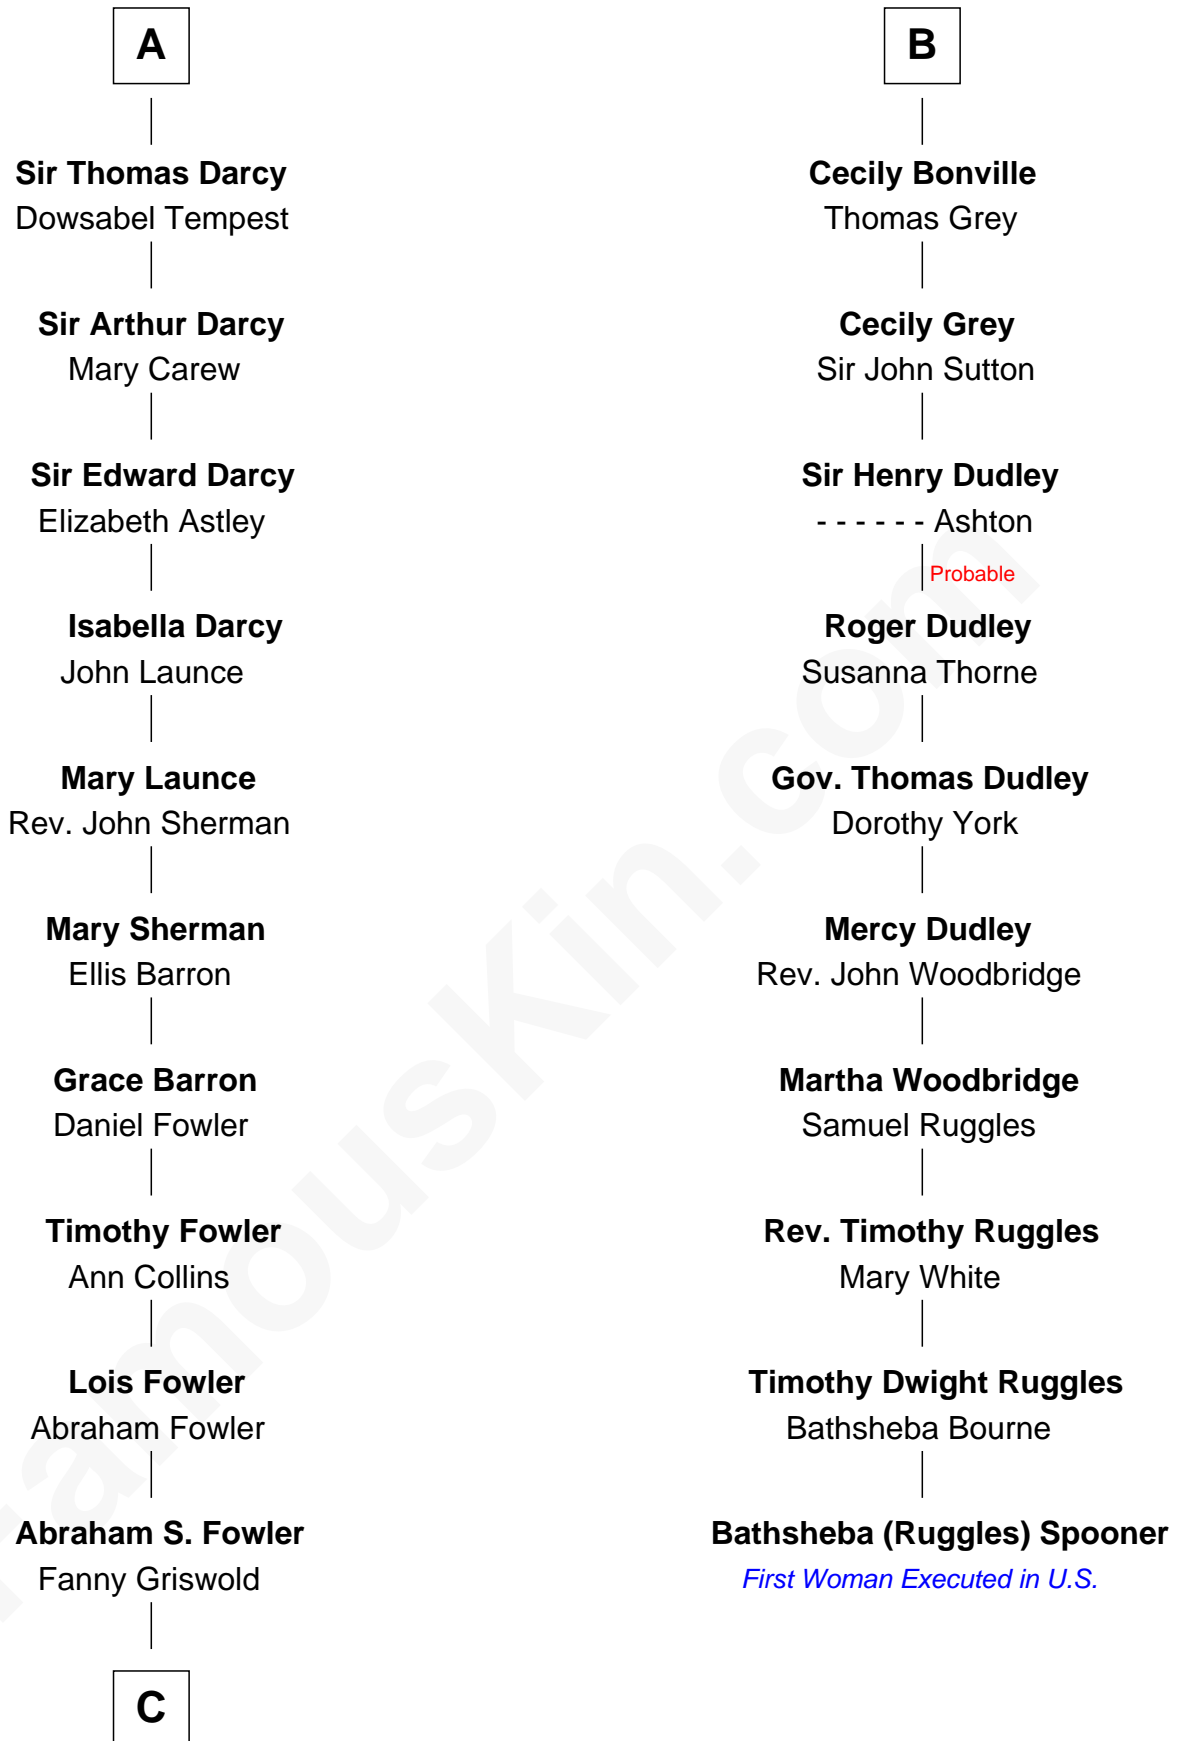 A
Sir Thomas Darcy
Dowsabel Tempest
Sir Arthur Darcy
Mary Carew
Sir Edward Darcy
Elizabeth Astley
Isabella Darcy
John Launce
Mary Launce
Rev. John Sherman
Mary Sherman
Ellis Barron
Grace Barron
Daniel Fowler
Timothy Fowler
Ann Collins
Lois Fowler
Abraham Fowler
Abraham S. Fowler
Fanny Griswold
C
B
Cecily Bonville
Thomas Grey
Cecily Grey
Sir John Sutton
Sir Henry Dudley
- - - - - - Ashton
Probable
Roger Dudley
Susanna Thorne
Gov. Thomas Dudley
Dorothy York
Mercy Dudley
Rev. John Woodbridge
Martha Woodbridge
Samuel Ruggles
Rev. Timothy Ruggles
Mary White
Timothy Dwight Ruggles
Bathsheba Bourne
Bathsheba (Ruggles) Spooner
First Woman Executed in U.S.
FamousKin.com